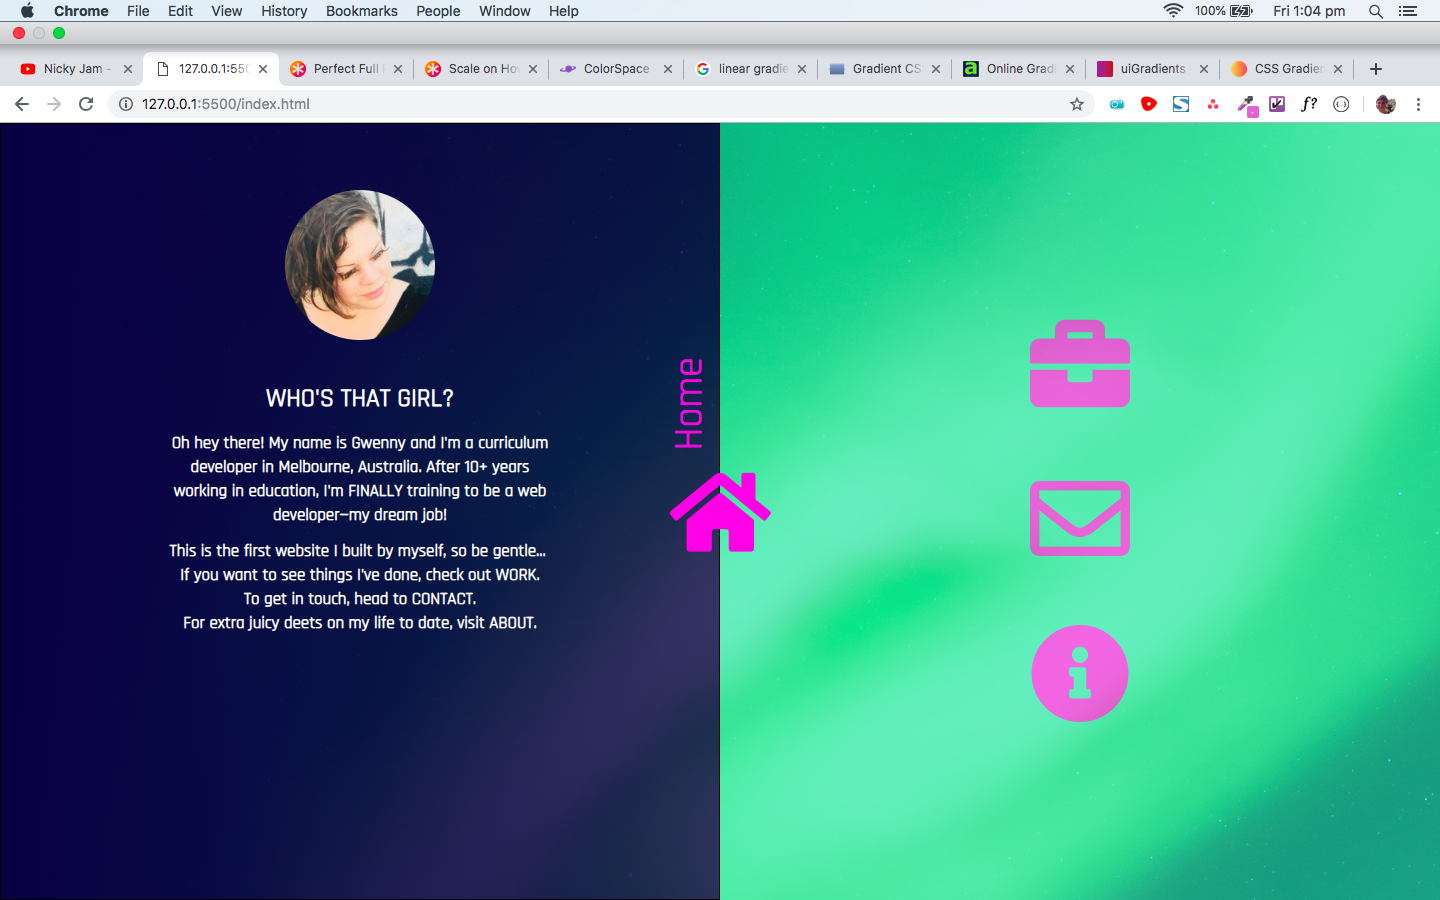 Chrome File Edit View History Bookmarks People Window Help 100% Fri 1:04 pm
Nicky Jam - 127.0.0.1:550 Perfect Full Scale on Ho ColorSpace linear gradie Gradient CS Online Gradi uiGradients CSS Gradien
127.0.0.1:5500/index.html f?
WHO'S THAT GIRL?
Oh hey there! My name is Gwenny and I'm a curriculum
developer in Melbourne, Australia. After 10+ years
working in education, I'm FINALLY training to be a web
developer—my dream job!
This is the first website I built by myself, so be gentle...
If you want to see things I've done, check out WORK.
To get in touch, head to CONTACT.
For extra juicy deets on my life to date, visit ABOUT.
Home